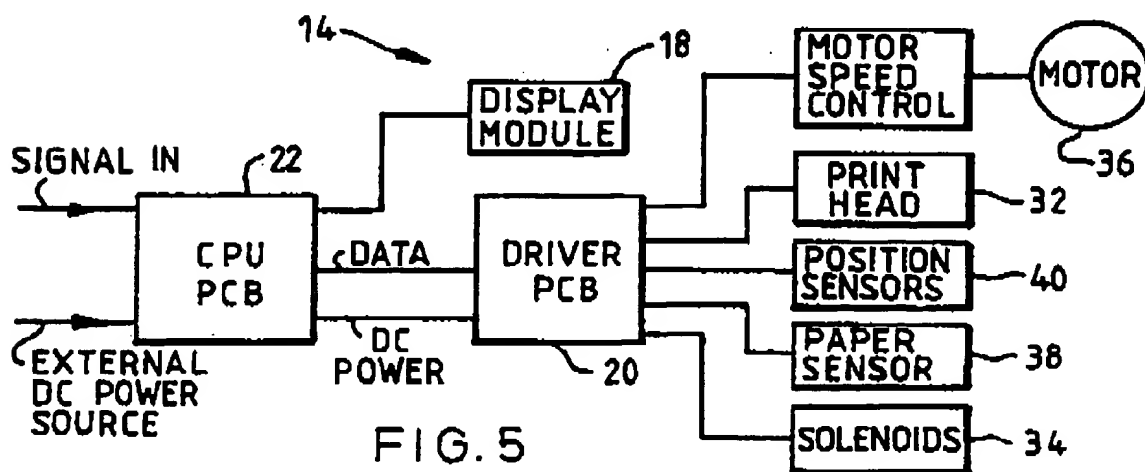 14
18
DISPLAY
MODULE
MOTOR
SPEED
CONTROL
MOTOR
36
SIGNAL IN
22
CPU
PCB
DATA
DC
POWER
DRIVER
PCB
20
PRINT
HEAD
32
POSITION
SENSORS
40
PAPER
SENSOR
38
SOLENOIDS
34
EXTERNAL
DC POWER
SOURCE
FIG. 5